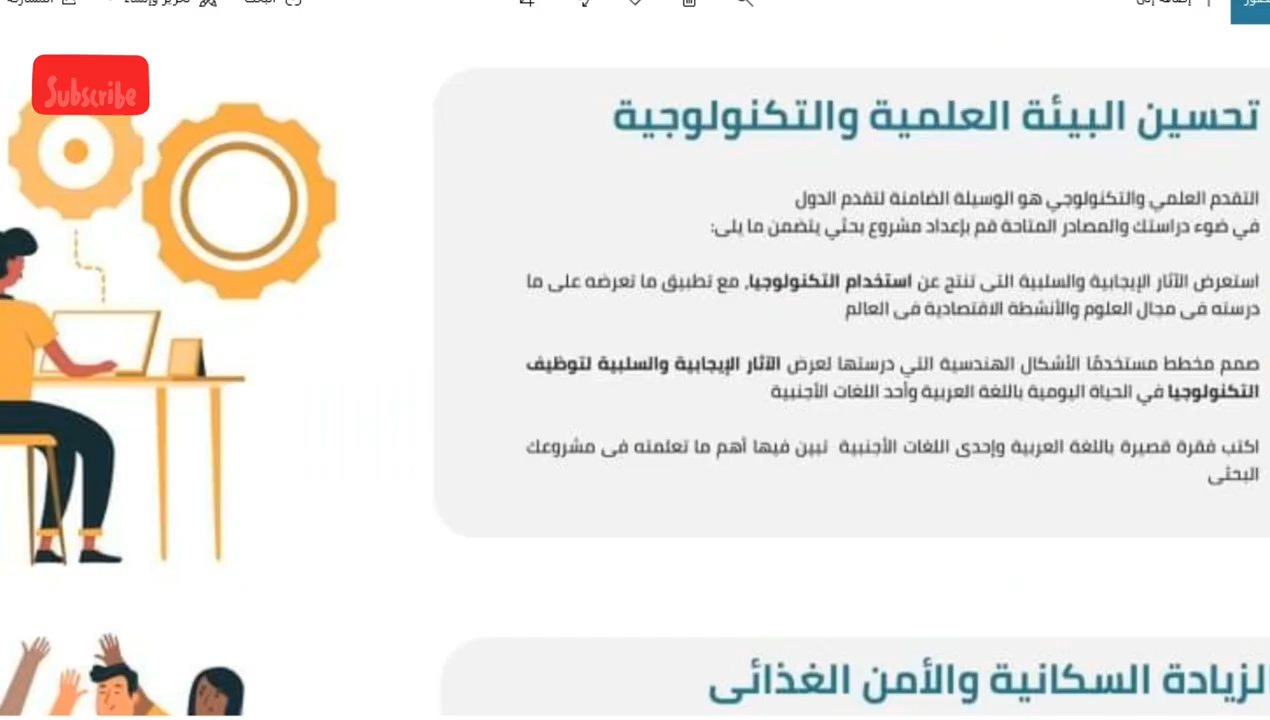 Subscribe
تحسين البيئة العلمية والتكنولوجية
التقدم العلمي والتكنولوجي هو الوسيلة الضامنة لتقدم الدول
في ضوء دراستك والمصادر المتاحة قم بإعداد مشروع بحثي يتضمن ما يلى:
استعرض الآثار الإيجابية والسلبية التى تنتج عن استخدام التكنولوجيا، مع تطبيق ما تعرضه على ما
درسته فى مجال العلوم والأنشطة الاقتصادية فى العالم
صمم مخطط مستخدمًا الأشكال الهندسية التي درستها لعرض الآثار الإيجابية والسلبية لتوظيف
التكنولوجيا في الحياة اليومية باللغة العربية وأحد اللغات الأجنبية
اكتب فقرة قصيرة باللغة العربية وإحدى اللغات الأجنبية تبين فيها أهم ما تعلمته فى مشروعك
البحثى
لزيادة السكانية والأمن الغذائى